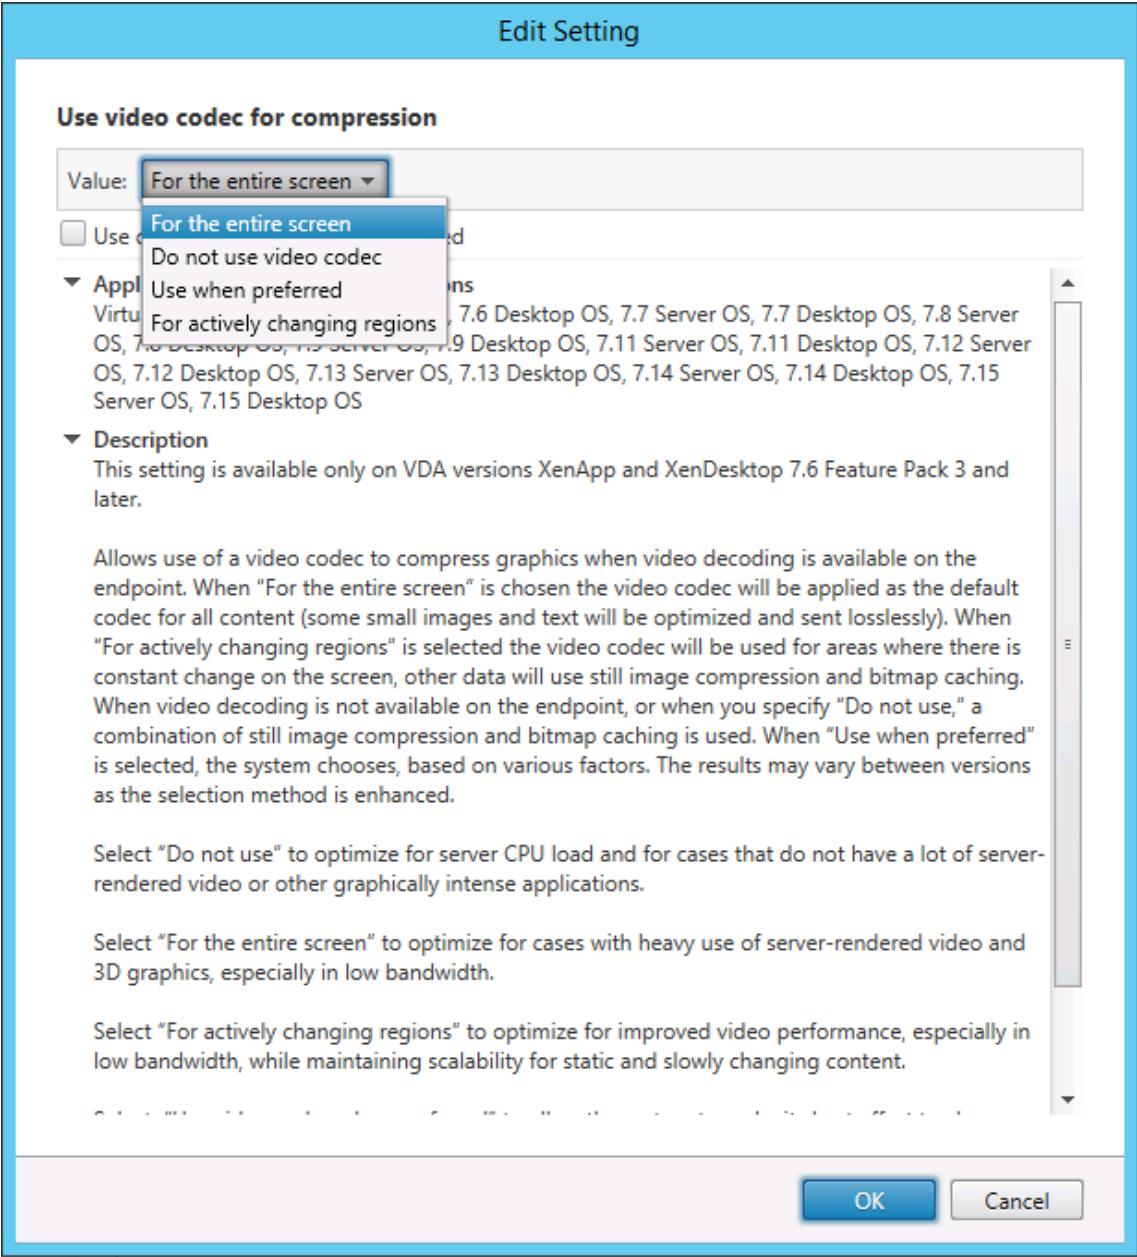 Edit Setting
Use video codec for compression
Value: For the entire screen
For the entire screen
Do not use video codec
Use when preferred
For actively changing regions
Use
ns
, 7.6 Desktop OS, 7.7 Server OS, 7.7 Desktop OS, 7.8 Server
OS, 7.8 Desktop OS, 7.9 Server OS, 7.9 Desktop OS, 7.11 Server OS, 7.11 Desktop OS, 7.12 Server
OS, 7.12 Desktop OS, 7.13 Server OS, 7.13 Desktop OS, 7.14 Server OS, 7.14 Desktop OS, 7.15
Server OS, 7.15 Desktop OS
Description
This setting is available only on VDA versions XenApp and XenDesktop 7.6 Feature Pack 3 and
later.
Allows use of a video codec to compress graphics when video decoding is available on the
endpoint. When “For the entire screen” is chosen the video codec will be applied as the default
codec for all content (some small images and text will be optimized and sent losslessly). When
“For actively changing regions” is selected the video codec will be used for areas where there is
constant change on the screen, other data will use still image compression and bitmap caching.
When video decoding is not available on the endpoint, or when you specify “Do not use,” a
combination of still image compression and bitmap caching is used. When “Use when preferred”
is selected, the system chooses, based on various factors. The results may vary between versions
as the selection method is enhanced.
Select “Do not use” to optimize for server CPU load and for cases that do not have a lot of server-
rendered video or other graphically intense applications.
Select “For the entire screen” to optimize for cases with heavy use of server-rendered video and
3D graphics, especially in low bandwidth.
Select “For actively changing regions” to optimize for improved video performance, especially in
low bandwidth, while maintaining scalability for static and slowly changing content.
OK
Cancel